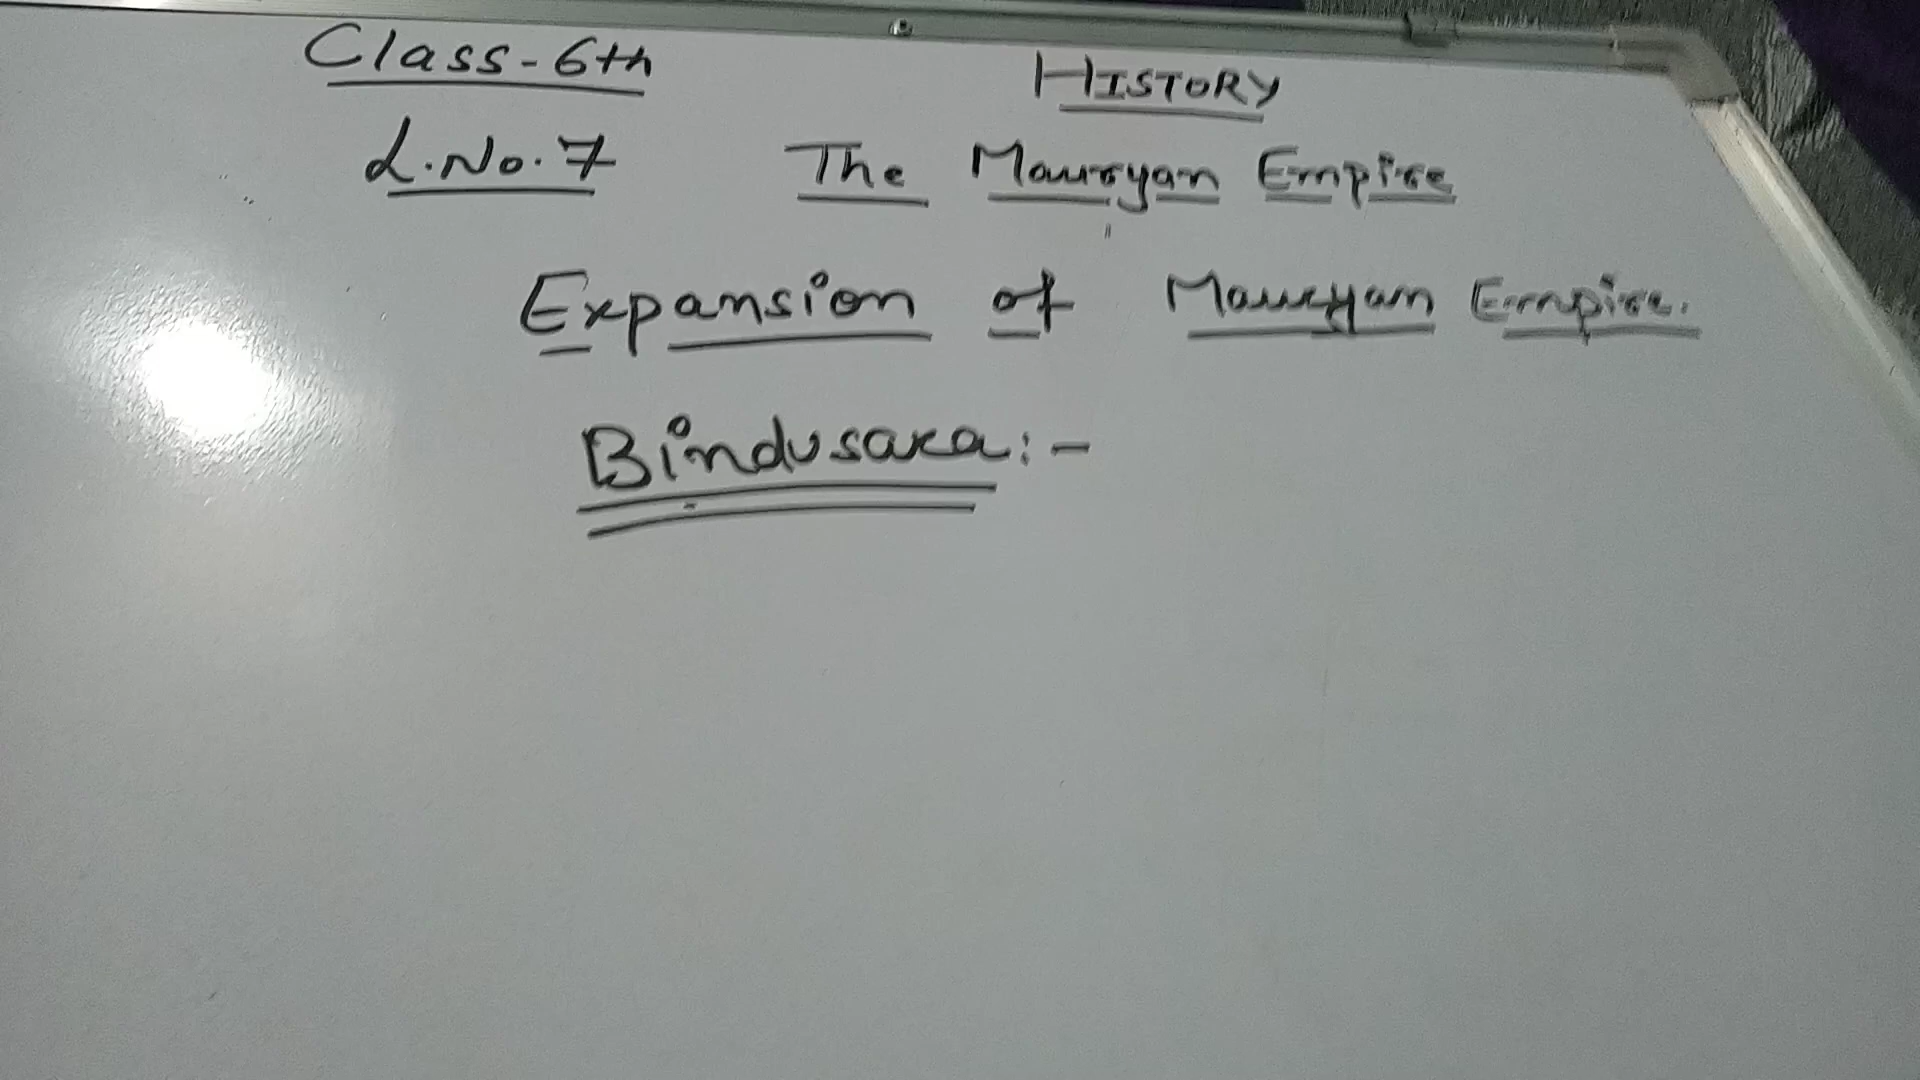 Class-6th HISTORY
L.No.7 The Mauryan Empire
Expansion of Mauryan Empire.
Bindusara:-